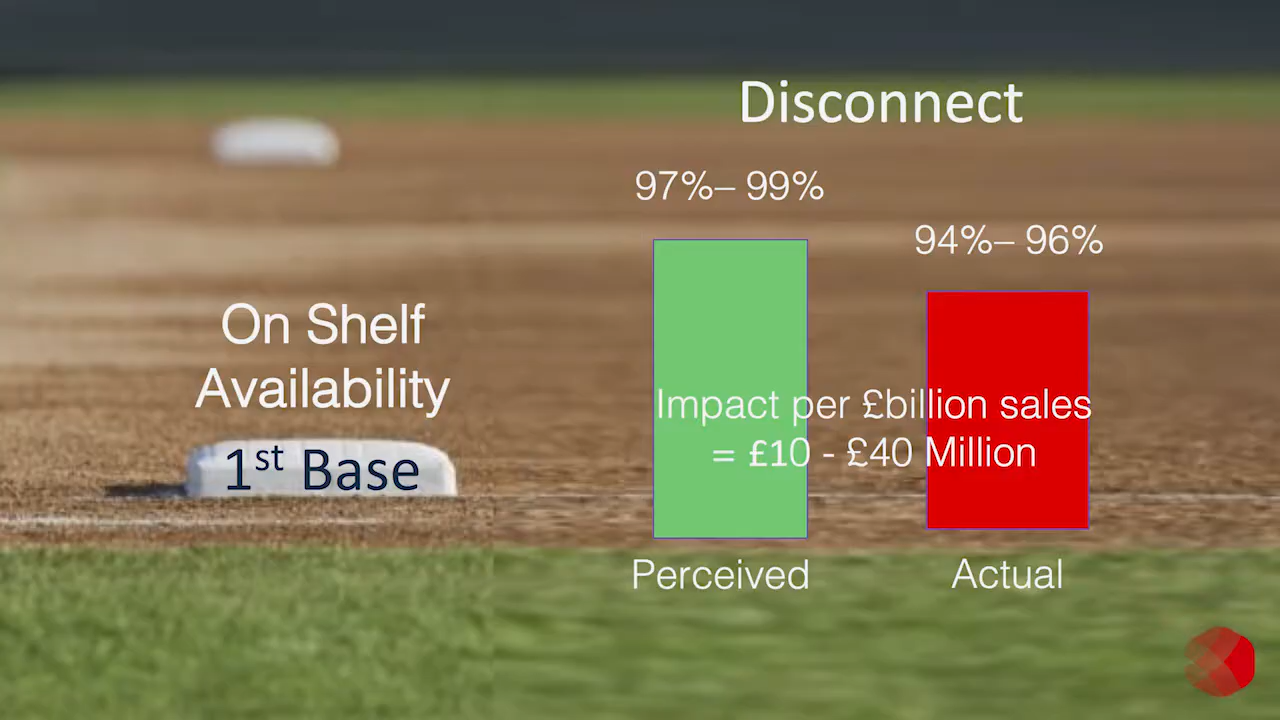 Disconnect
97%– 99%
94%– 96%
On Shelf
Availability
1st Base
Impact per £billion sales
= £10 - £40 Million
Perceived
Actual